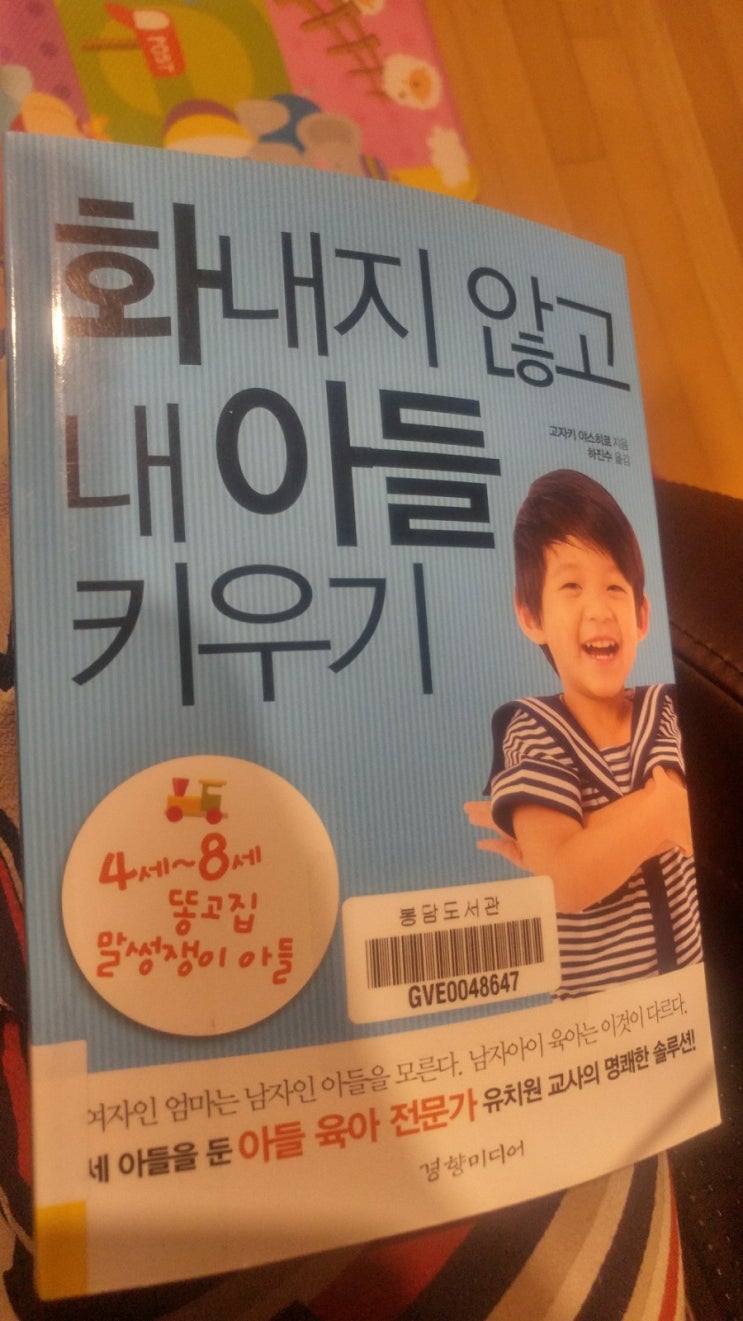 POST
화내지 않고
내 아들
키우기
고자키 야스히로 지음
하진수 옮김
4세~8세
똥고집
말썽쟁이 아들
봉담도서관
GVE0048647
여자인 엄마는 남자인 아들을 모른다. 남자아이 육아는 이것이 다르다.
세 아들을 둔 아들 육아 전문가 유치원 교사의 명쾌한 솔루션!
경향미디어